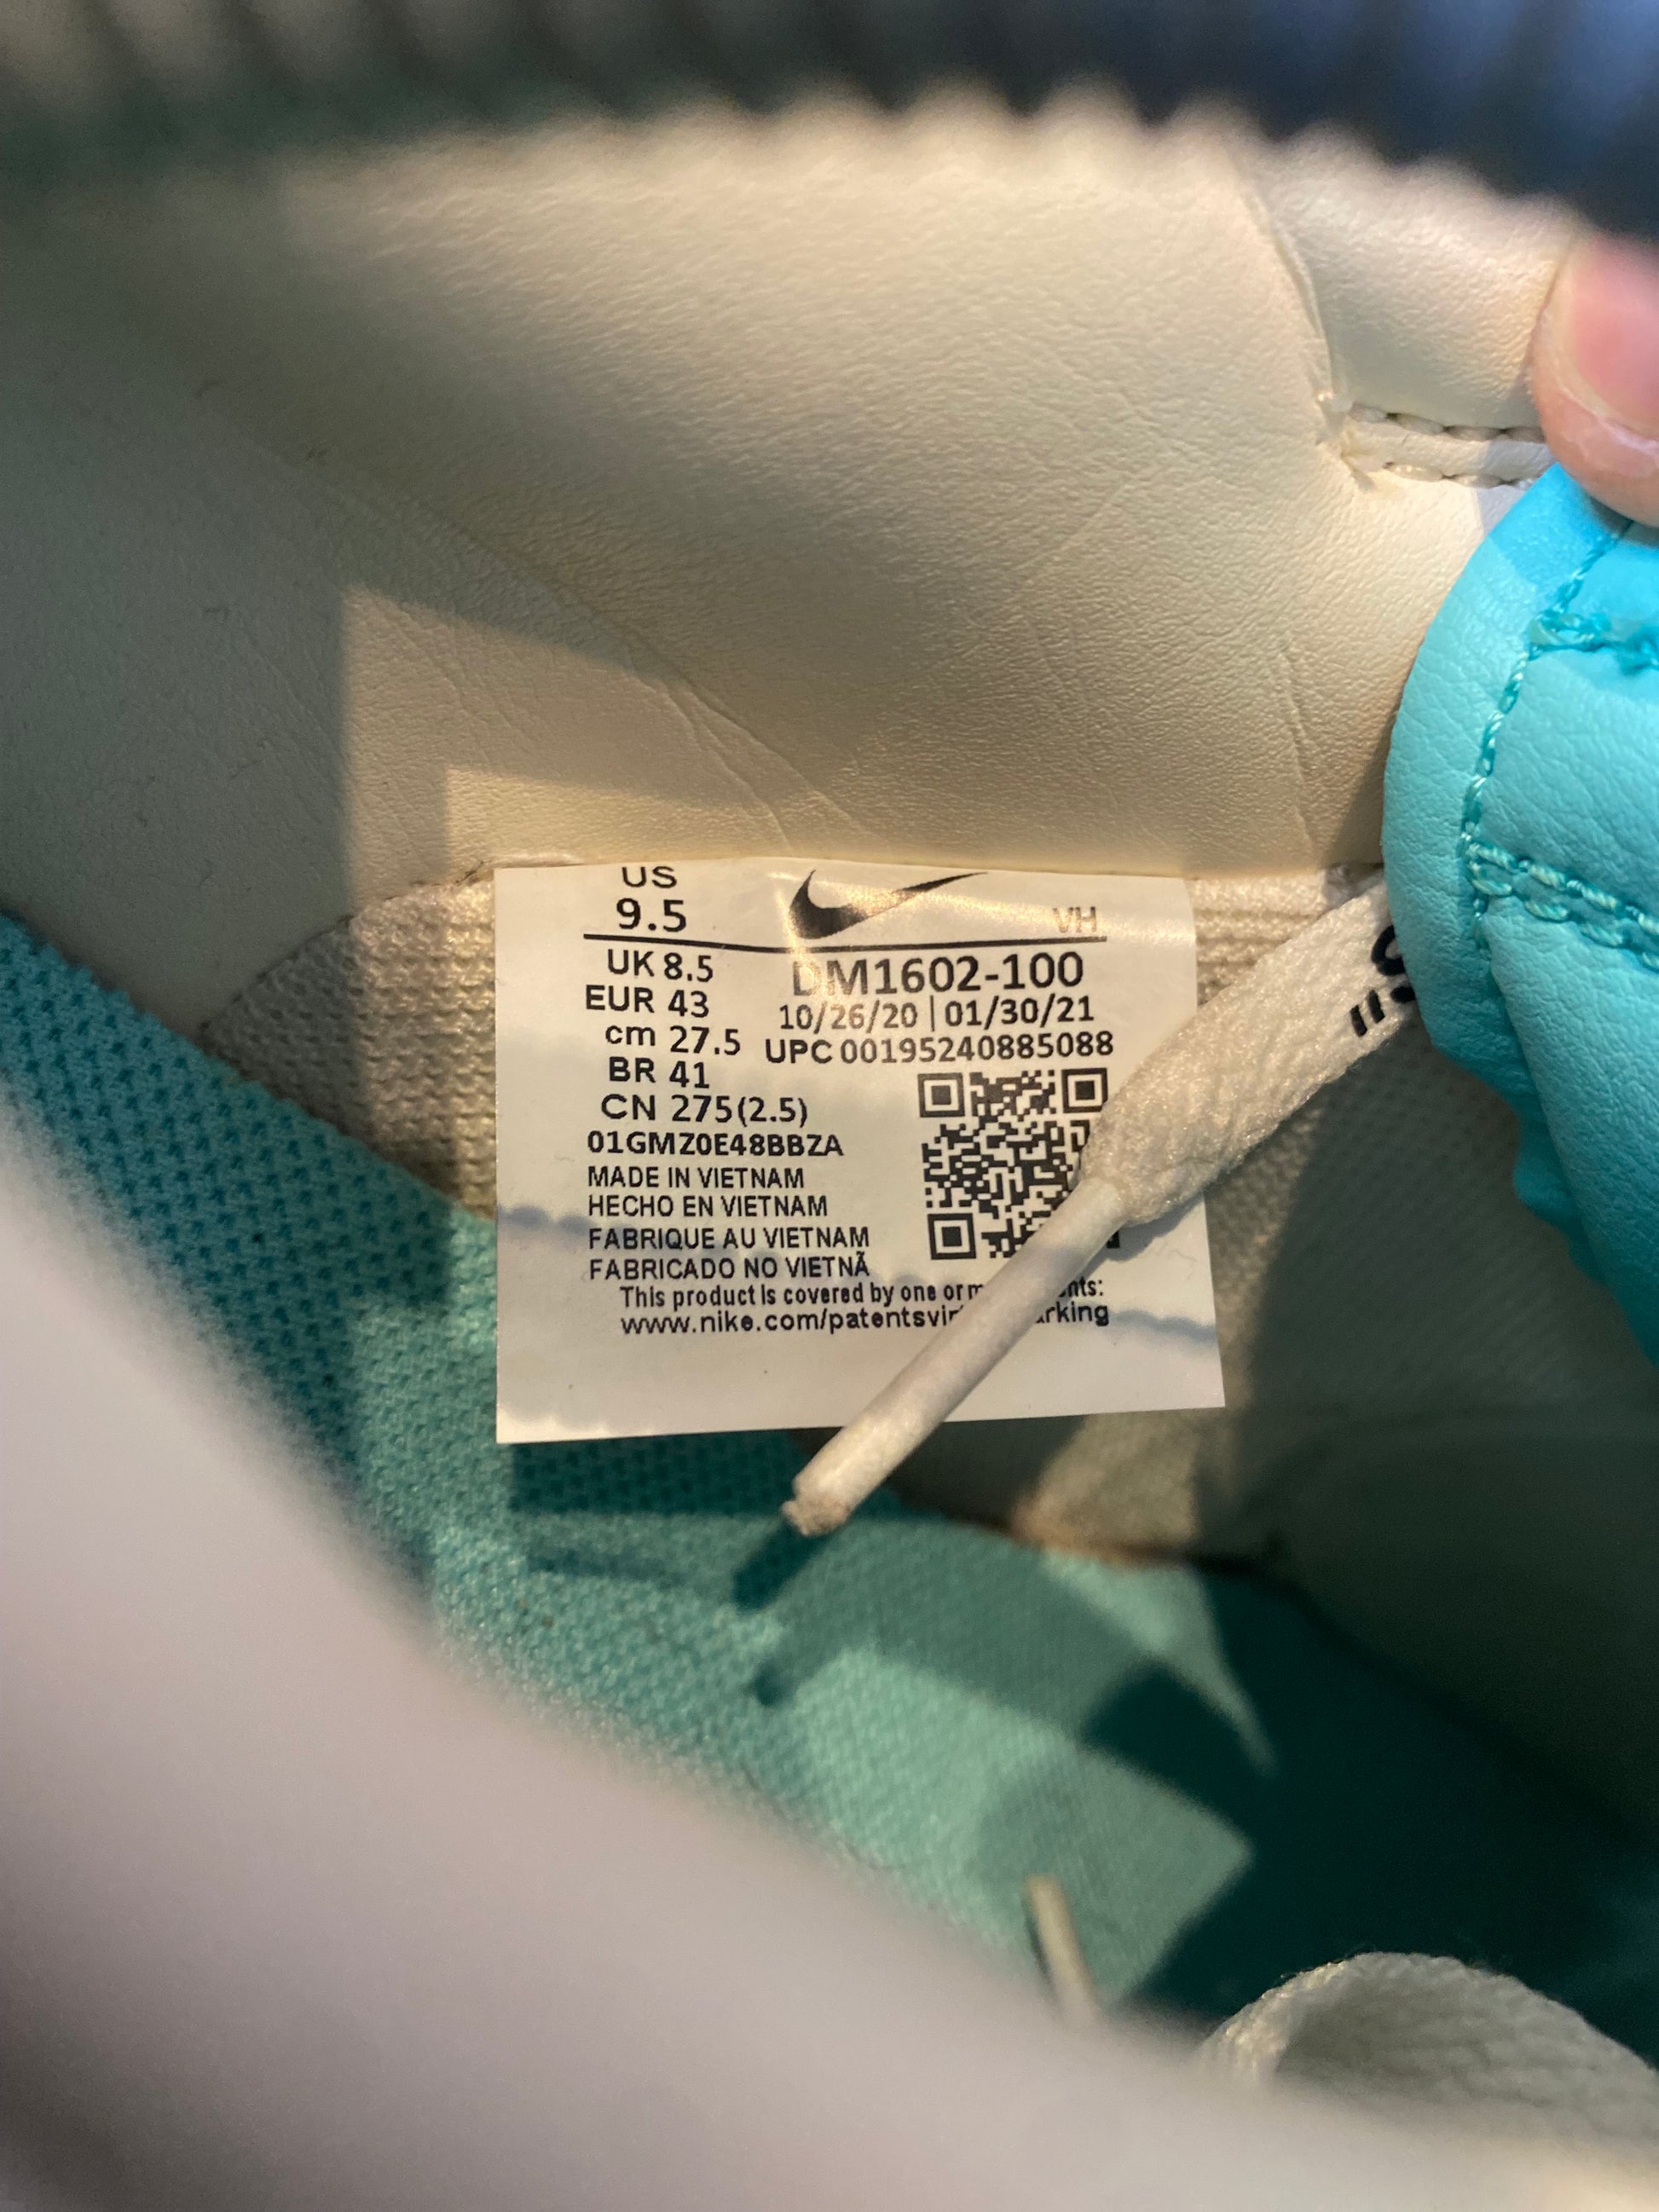 US
9.5
VH
UK 8.5
DM1602-100
EUR 43
10/26/20 | 01/30/21
cm 27.5
UPC 00195240885088
BR 41
CN 275(2.5)
01GMZ0E48BBZA
MADE IN VIETNAM
HECHO EN VIETNAM
FABRIQUE AU VIETNAM
FABRICADO NO VIETNÃ
This product is covered by one or
www.nike.com/patents